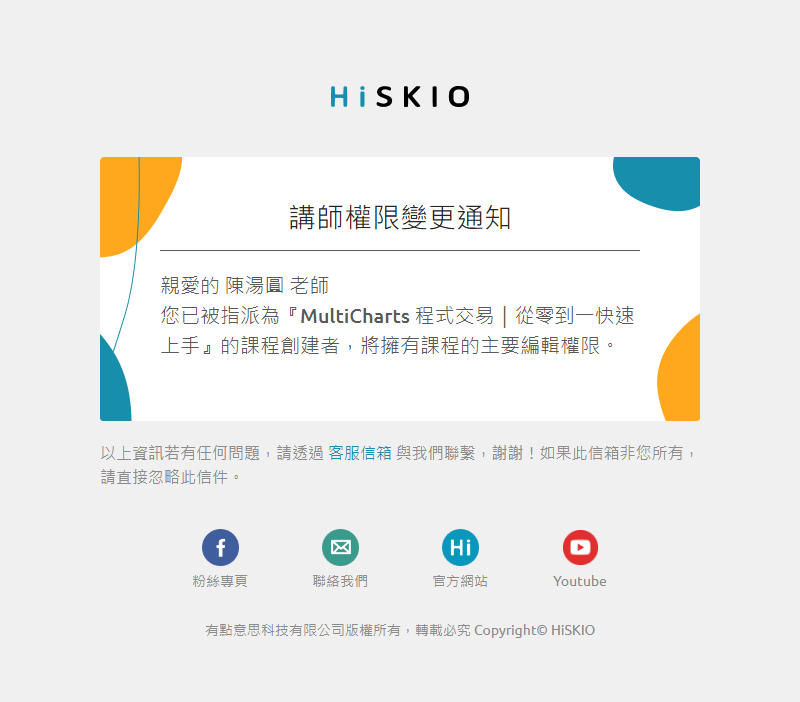 HiSKIO
講師權限變更通知
親愛的 陳湯圓 老師
您已被指派為『MultiCharts 程式交易│從零到一快速
上手』的課程創建者，將擁有課程的主要編輯權限。
以上資訊若有任何問題，請透過 客服信箱 與我們聯繫，謝謝！如果此信箱非您所有，
請直接忽略此信件。
Hi
粉絲專頁 聯絡我們 官方網站 Youtube
有點意思科技有限公司版權所有，轉載必究 Copyright© HiSKIO